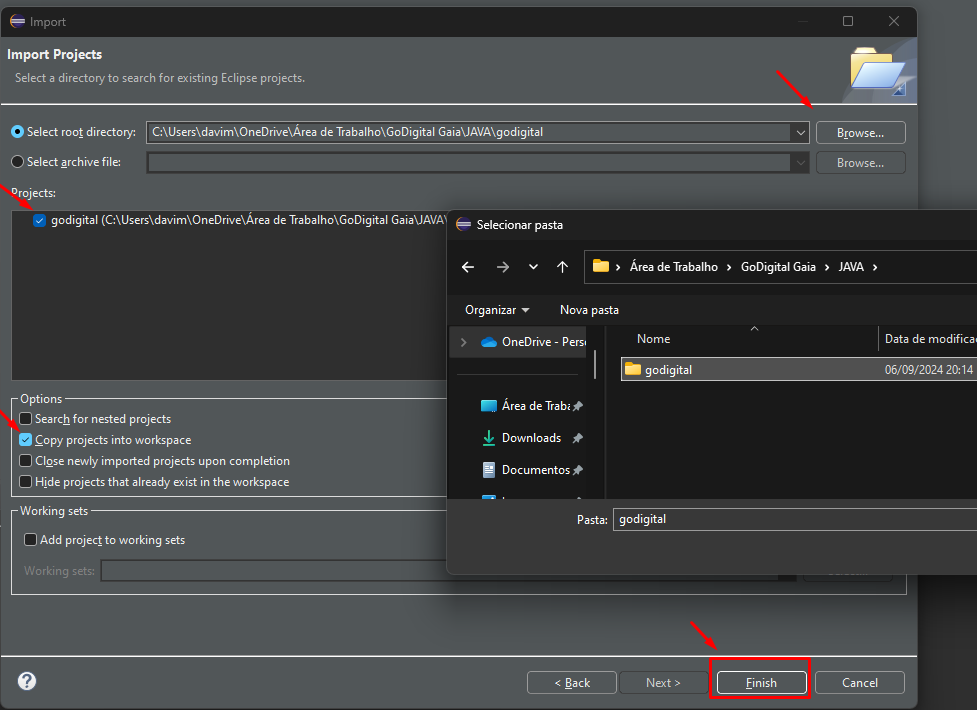 Import
Import Projects
Select a directory to search for existing Eclipse projects.
Select root directory:
C:\Users\davim\OneDrive\Área de Trabalho\GoDigital Gaia\JAVA\godigital
Browse...
Select archive file:
Browse...
Projects:
godigital (C:\Users\davim\OneDrive\Área de Trabalho\GoDigital Gaia\JAVA\
Selecionar pasta
Área de Trabalho
GoDigital Gaia
JAVA
Organizar
Nova pasta
OneDrive - Perso
Nome
Data de modifica
godigital
06/09/2024 20:14
Área de Traba
Downloads
Documentos
Pasta:
godigital
Options
Search for nested projects
Copy projects into workspace
Close newly imported projects upon completion
Hide projects that already exist in the workspace
Working sets
Add project to working sets
Working sets:
< Back
Next >
Finish
Cancel